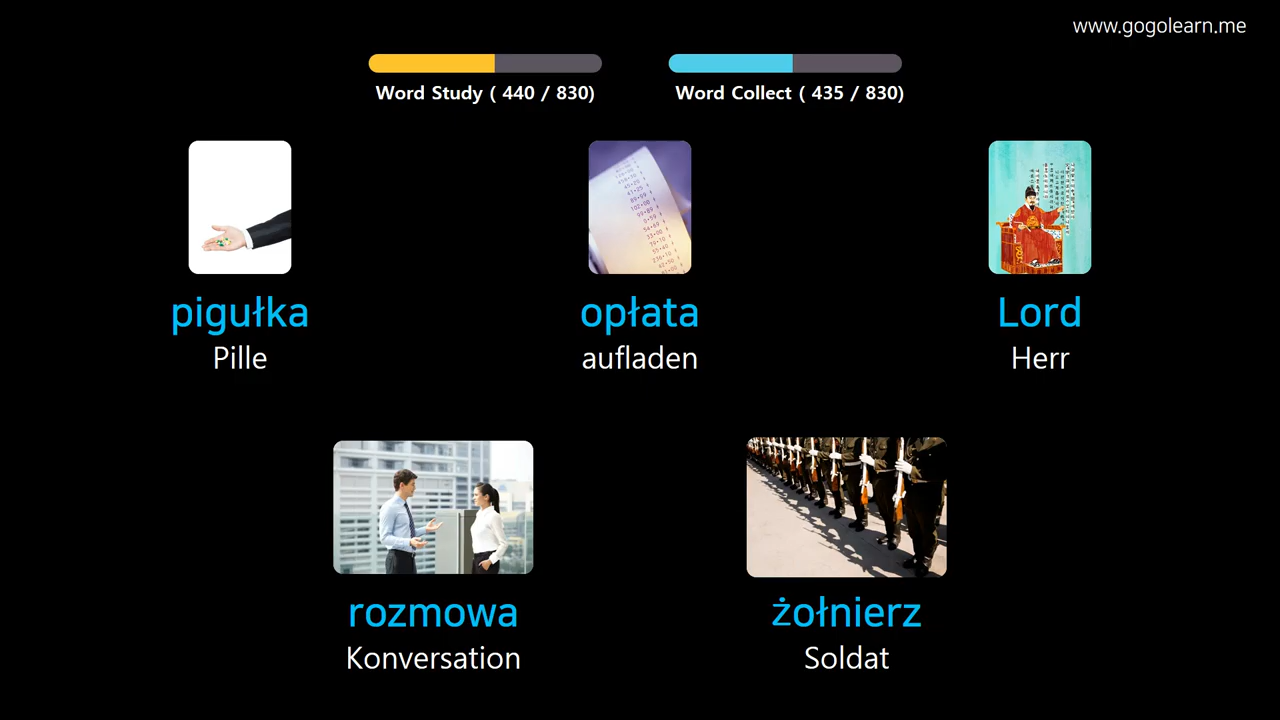 www.gogolearn.me
Word Study ( 440 / 830)
Word Collect ( 435 / 830)
pigułka
Pille
opłata
aufladen
Lord
Herr
rozmowa
Konversation
żołnierz
Soldat